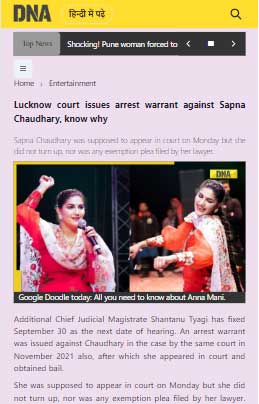 DNA हिन्दी में पढ़े
Top News Shocking! Pune woman forced to
Home › Entertainment
Lucknow court issues arrest warrant against Sapna
Chaudhary, know why
Sapna Chaudhary was supposed to appear in court on Monday but she
did not turn up, nor was any exemption plea filed by her lawyer.
DNA
Google Doodle today: All you need to know about Anna Mani.
Additional Chief Judicial Magistrate Shantanu Tyagi has fixed
September 30 as the next date of hearing. An arrest warrant
was issued against Chaudhary in the case by the same court in
November 2021 also, after which she appeared in court and
obtained bail.
She was supposed to appear in court on Monday but she did
not turn up, nor was any exemption plea filed by her lawyer.